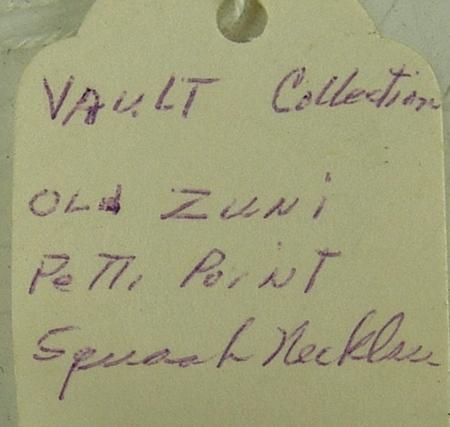 VAULT Collection
OLd ZUNi
PeTTi PoiNT
Squash Necklace